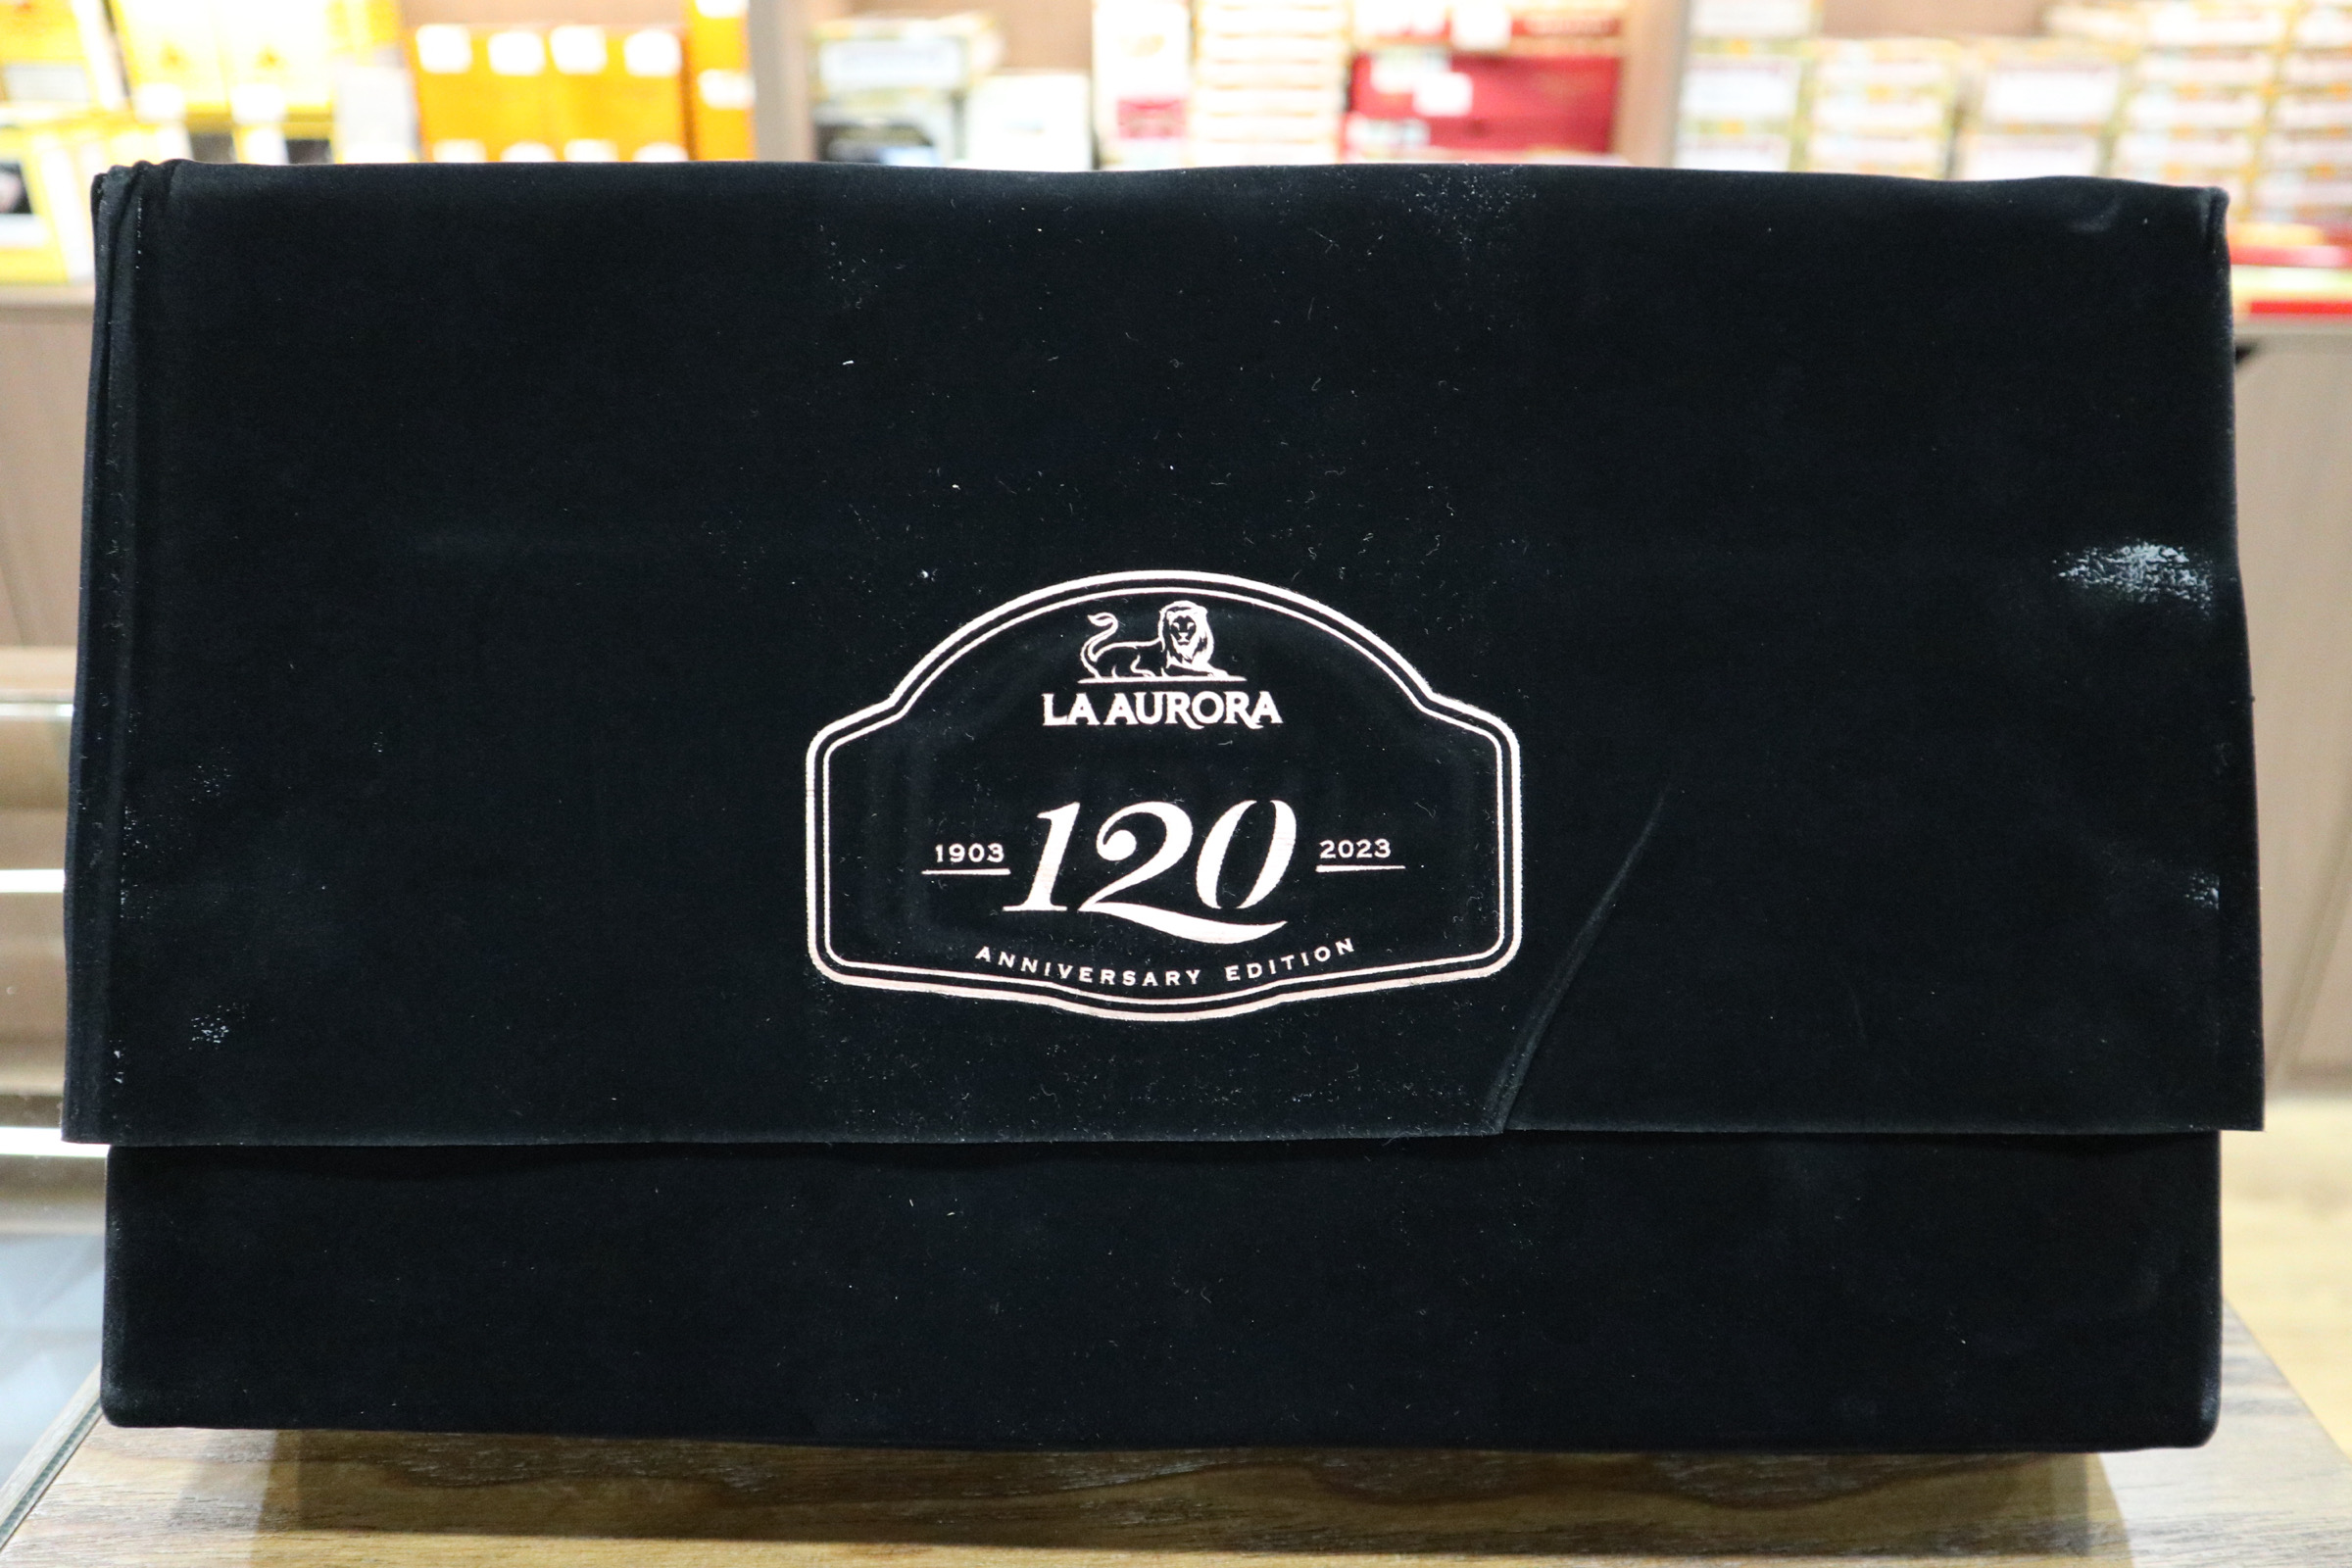 LA AURORA
1903 120 2023
ANNIVERSARY EDITION